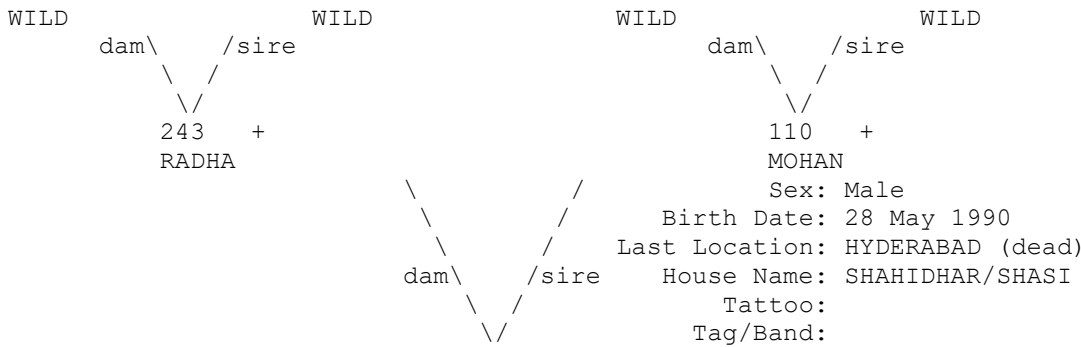 WILD WILD WILD WILD
dam\ /sire dam\ /sire
\ / \ /
\/ \/
243 + 110 +
RADHA MOHAN
\ / Sex: Male
\ / Birth Date: 28 May 1990
\ / Last Location: HYDERABAD (dead)
dam\ /sire House Name: SHAHIDHAR/SHASI
\ / Tattoo:
\/ Tag/Band: